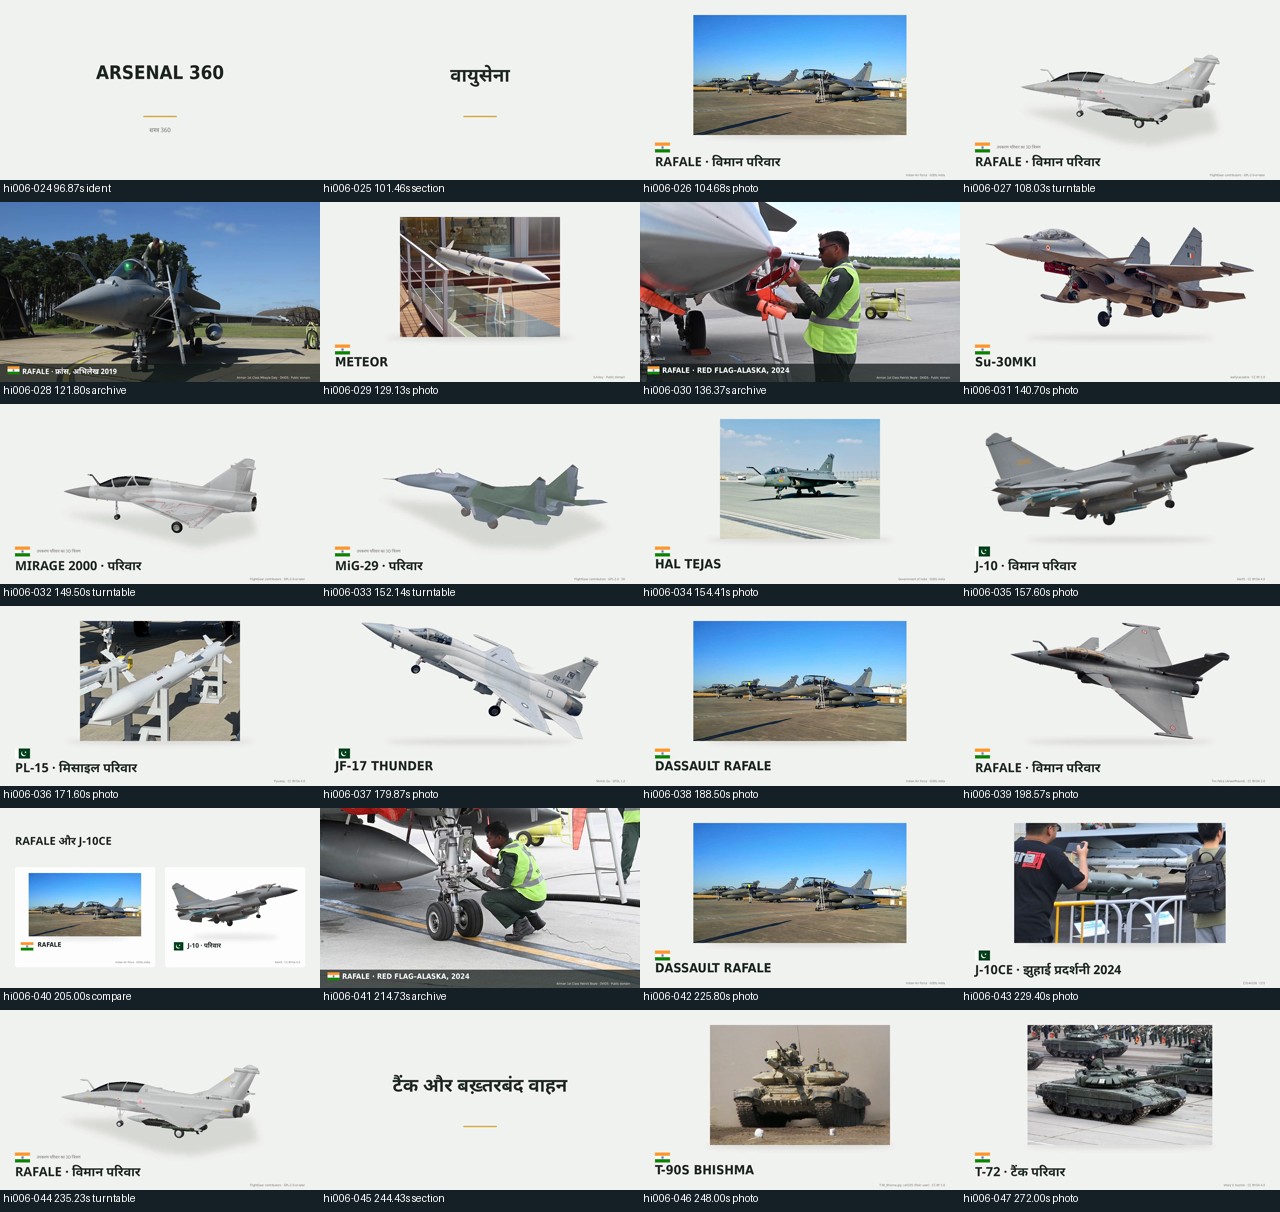 ARSENAL 360
शस्त्र 360
hi006-024 96.87s ident
वायुसेना
hi006-025 101.46s section
RAFALE · विमान परिवार
hi006-026 104.68s photo
RAFALE · विमान परिवार
hi006-027 108.03s turntable
RAFALE · फ़्रांस, अभिलेख 2019
hi006-028 121.80s archive
METEOR
hi006-029 129.13s photo
RAFALE · RED FLAG-ALASKA, 2024
hi006-030 136.37s archive
Su-30MKI
hi006-031 140.70s photo
MIRAGE 2000 · परिवार
hi006-032 149.50s turntable
MiG-29 · परिवार
hi006-033 152.14s turntable
HAL TEJAS
hi006-034 154.41s photo
J-10 · विमान परिवार
hi006-035 157.60s photo
PL-15 · मिसाइल परिवार
hi006-036 171.60s photo
JF-17 THUNDER
hi006-037 179.87s photo
DASSAULT RAFALE
hi006-038 188.50s photo
RAFALE · विमान परिवार
hi006-039 198.57s photo
RAFALE और J-10CE
RAFALE
J-10 · परिवार
hi006-040 205.00s compare
RAFALE · RED FLAG-ALASKA, 2024
hi006-041 214.73s archive
DASSAULT RAFALE
hi006-042 225.80s photo
J-10CE · झुहाई प्रदर्शनी 2024
hi006-043 229.40s photo
RAFALE · विमान परिवार
hi006-044 235.23s turntable
टैंक और बख़्तरबंद वाहन
hi006-045 244.43s section
T-90S BHISHMA
hi006-046 248.00s photo
T-72 · टैंक परिवार
hi006-047 272.00s photo